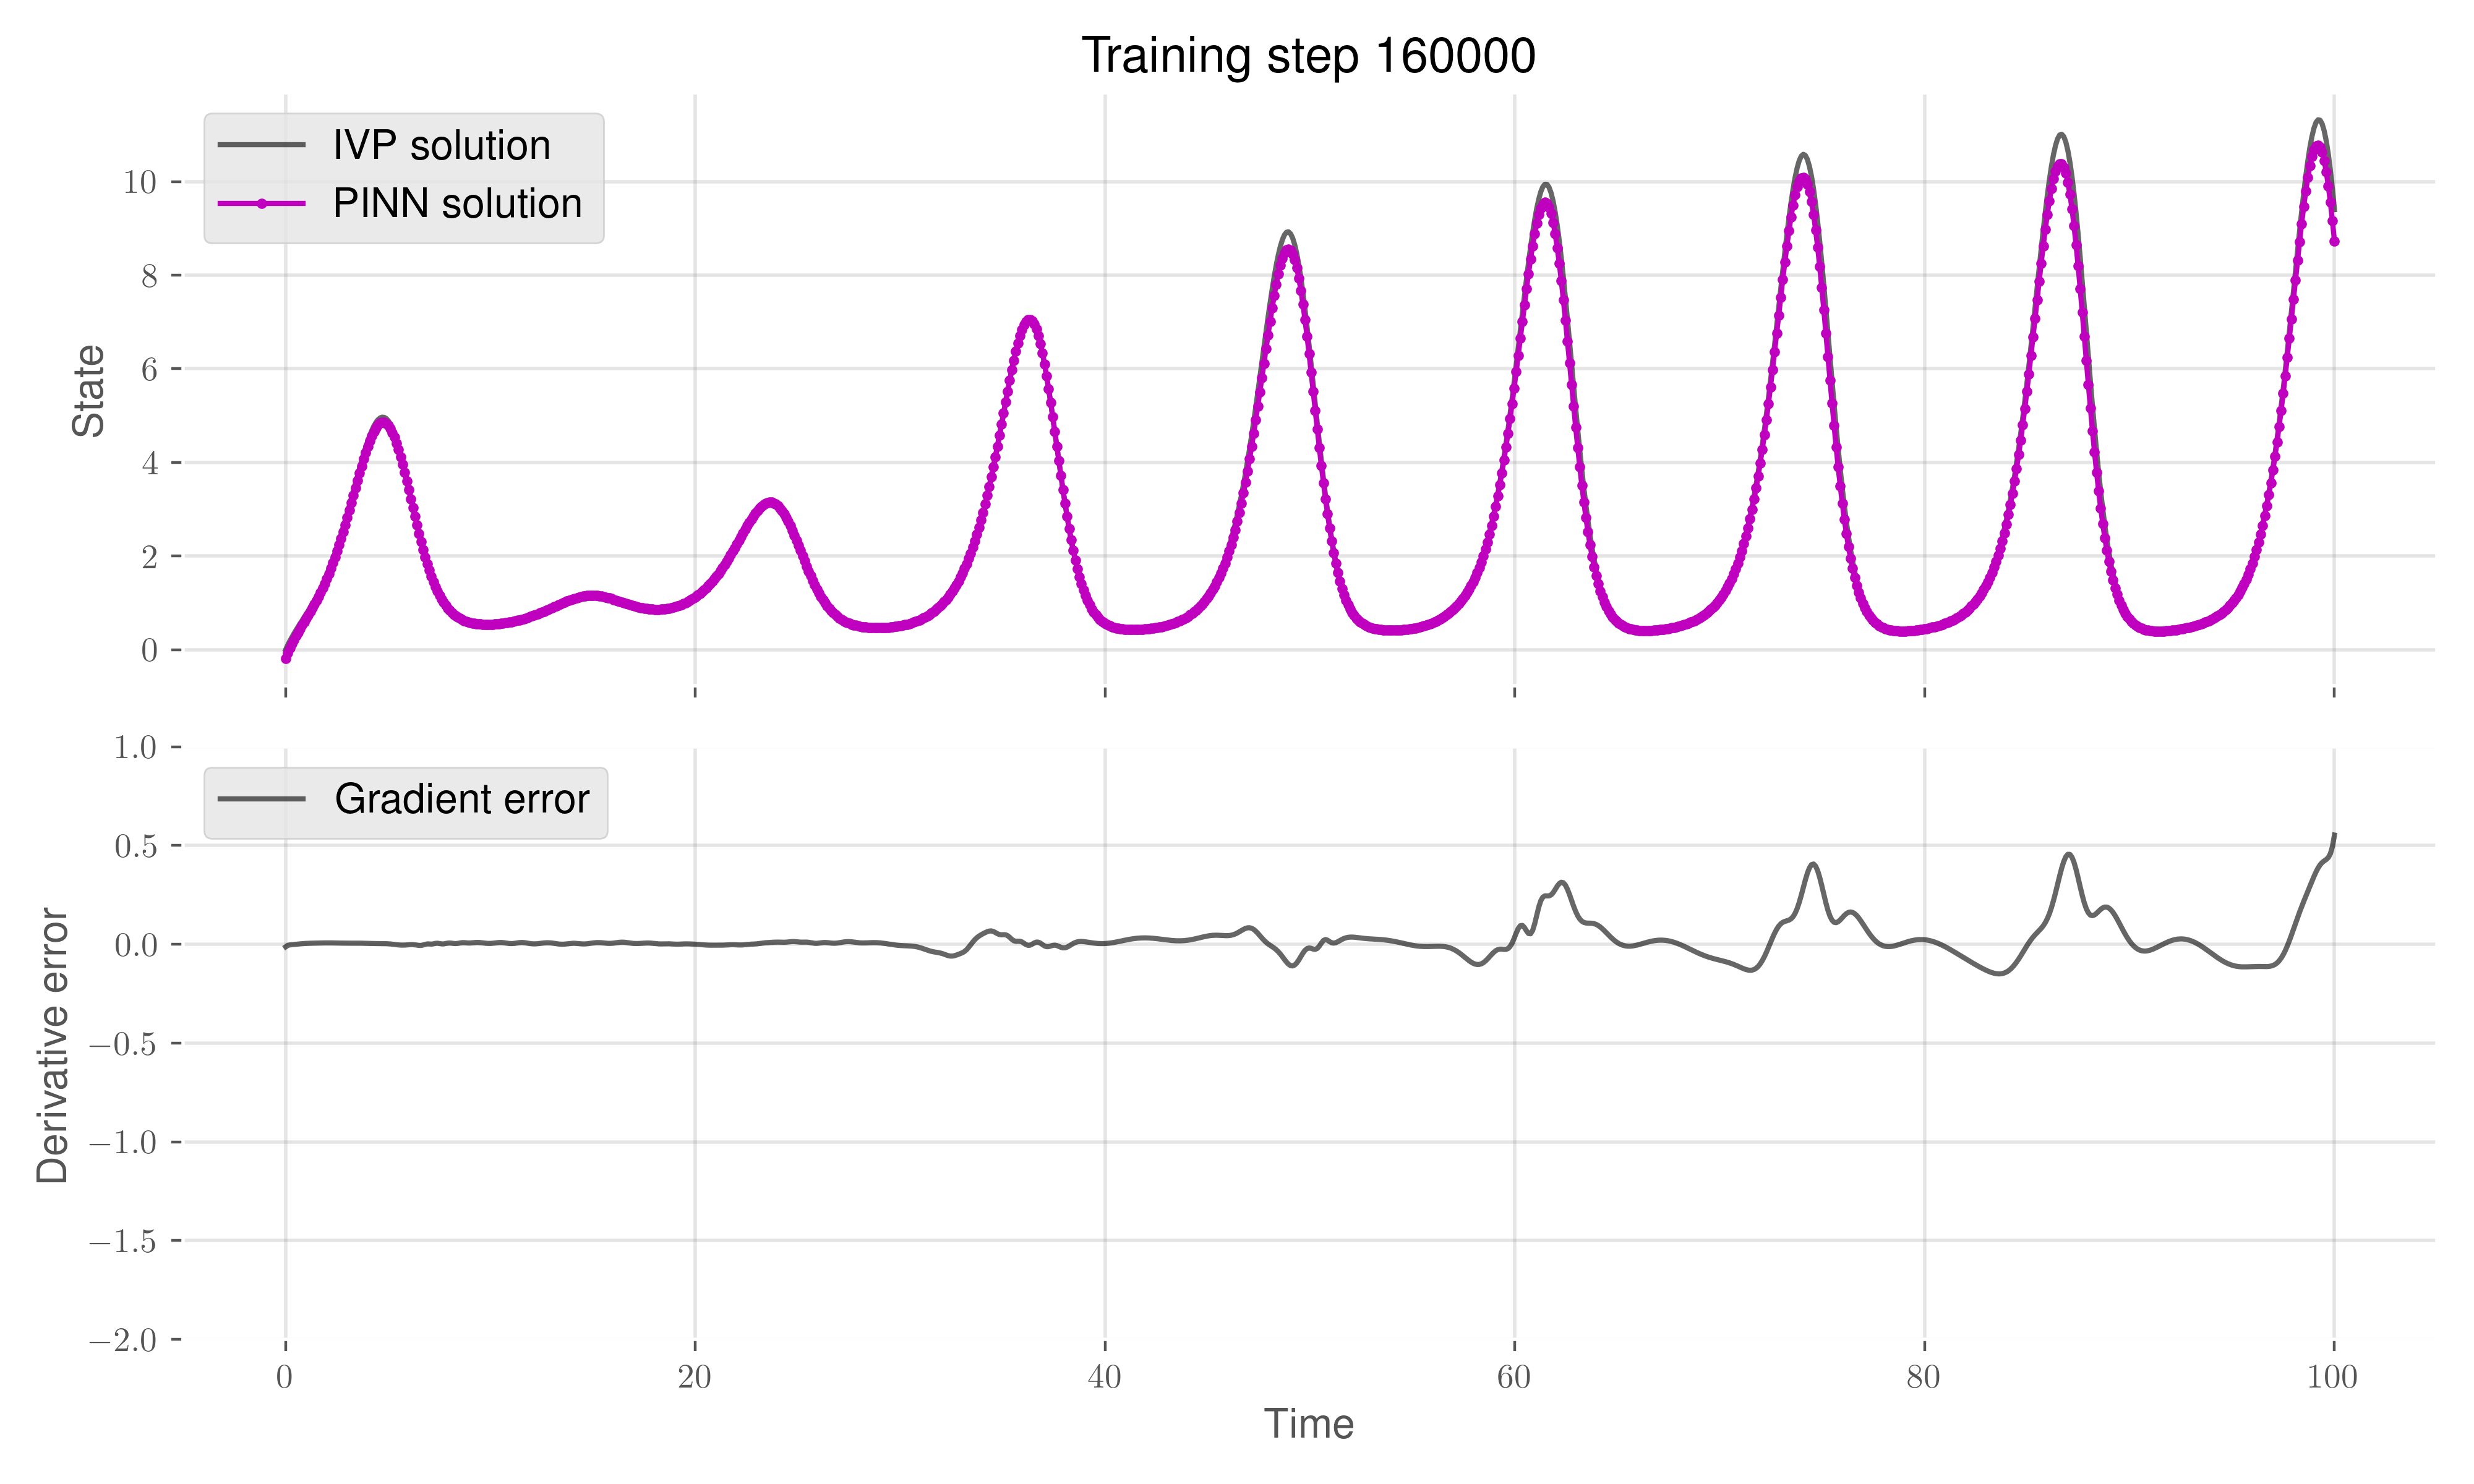 Training step 160000
IVP solution
PINN solution
10
8
6
4
2
0
State
1.0
0.5
0.0
−0.5
−1.0
−1.5
−2.0
Derivative error
Gradient error
0 20 40 60 80 100
Time